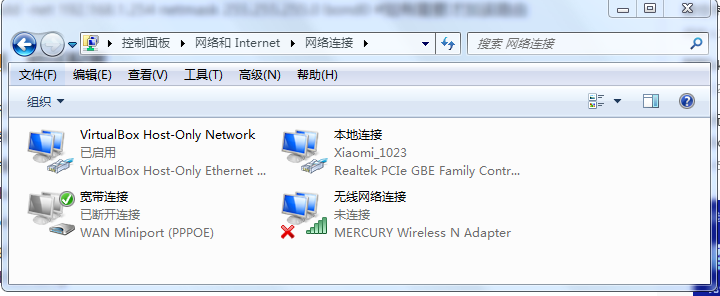 控制面板 ▸ 网络和 Internet ▸ 网络连接 ▸
搜索 网络连接
文件(F) 编辑(E) 查看(V) 工具(T) 高级(N) 帮助(H)
组织
VirtualBox Host-Only Network
已启用
VirtualBox Host-Only Ethernet ...
本地连接
Xiaomi_1023
Realtek PCIe GBE Family Contr...
宽带连接
已断开连接
WAN Miniport (PPPOE)
无线网络连接
未连接
MERCURY Wireless N Adapter